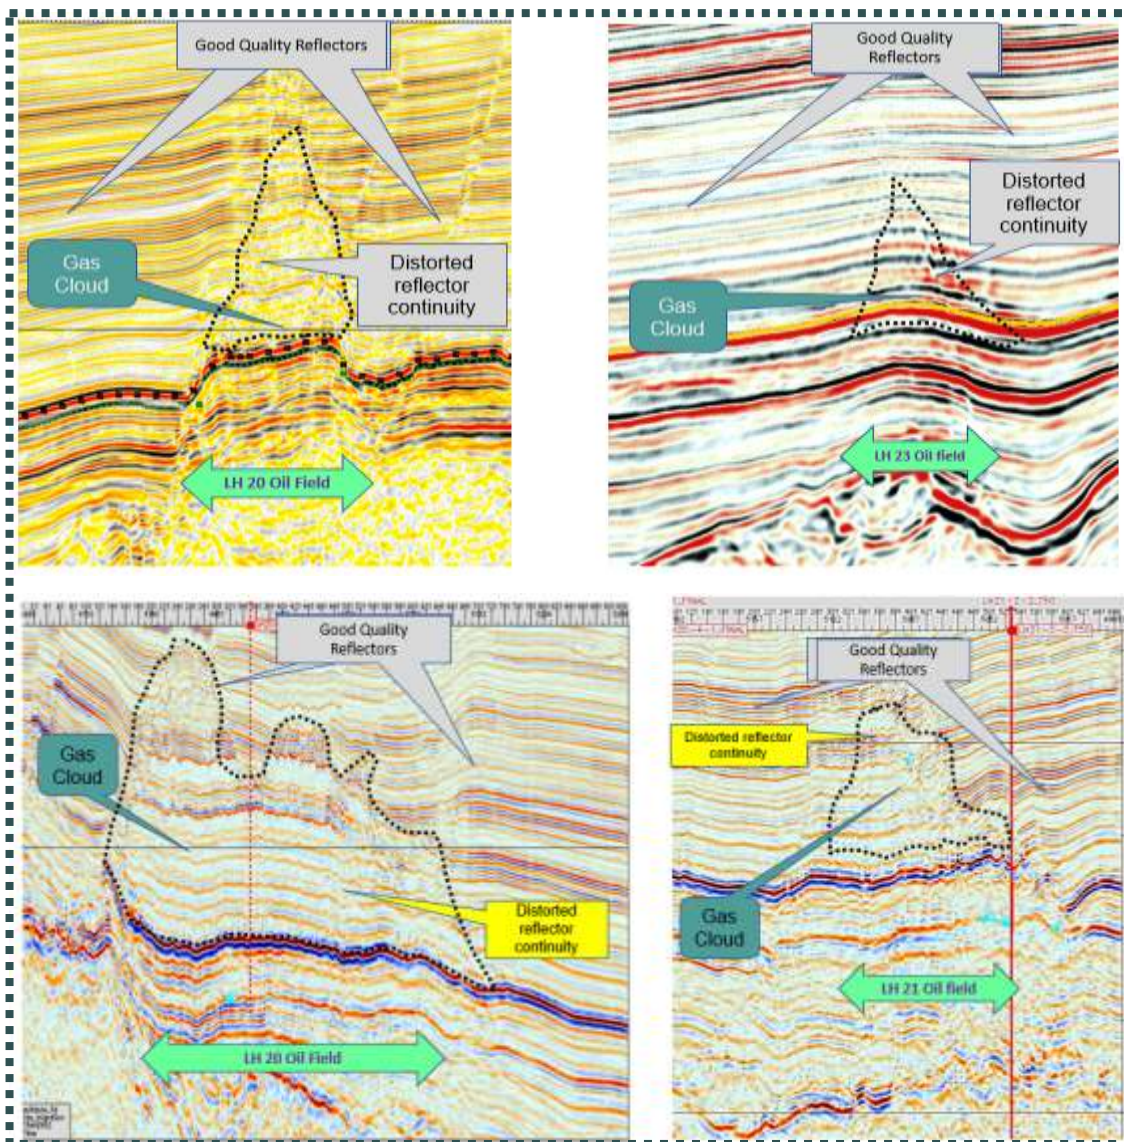 Good Quality Reflectors
Gas
Cloud
Distorted
reflector
continuity
LH 20 Oil Field
Good Quality
Reflectors
Distorted
reflector
continuity
Gas
Cloud
LH 23 Oil field
Good Quality
Reflectors
Gas
Cloud
Distorted
reflector
continuity
LH 20 Oil Field
Good Quality
Reflectors
Distorted reflector
continuity
Gas
Cloud
LH 21 Oil field